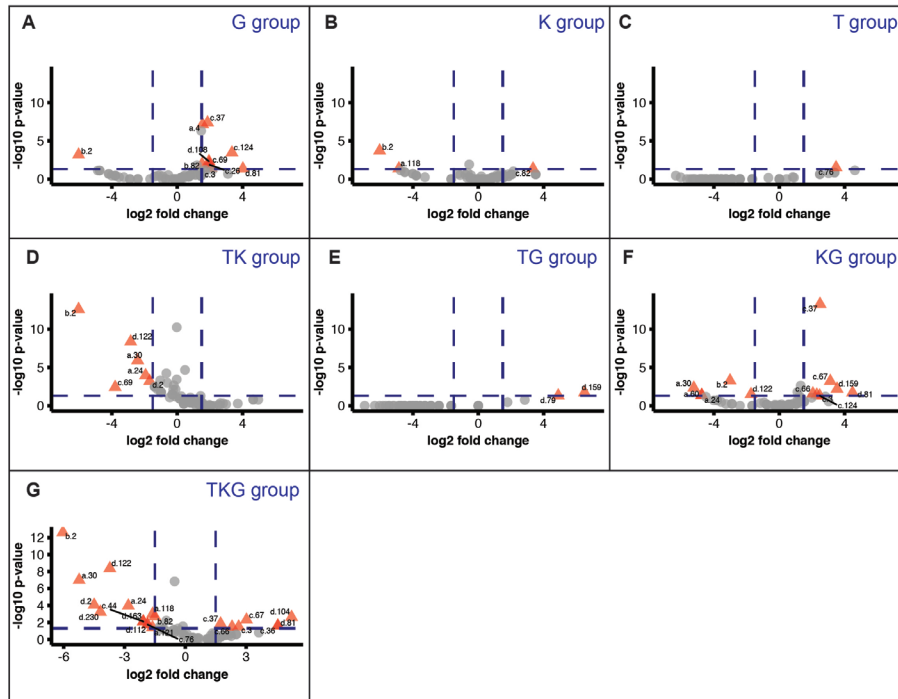 A G group
-log10 p-value
10
5
0
-4 0 4
log2 fold change
b.2
a.4
c.37
d.108
c.124
b.82
c.69
c.26
c.3
d.81
B K group
-log10 p-value
10
5
0
-4 0 4
log2 fold change
b.2
a.118
c.82
C T group
-log10 p-value
10
5
0
-4 0 4
log2 fold change
c.76
D TK group
-log10 p-value
10
5
0
-4 0 4
log2 fold change
b.2
d.122
a.30
a.24
c.69
d.2
E TG group
-log10 p-value
10
5
0
-4 0 4
log2 fold change
d.159
d.79
F KG group
-log10 p-value
10
5
0
-4 0 4
log2 fold change
c.37
a.30
a.60
a.24
b.2
d.122
c.66
c.67
d.159
d.81
c.124
G TKG group
-log10 p-value
12
10
8
6
4
2
0
-6 -3 0 3
log2 fold change
b.2
a.30
d.122
d.2
c.44
a.24
d.230
d.163
a.118
b.82
d.112
a.121
c.76
c.37
c.66
c.67
c.3
c.36
d.104
d.81